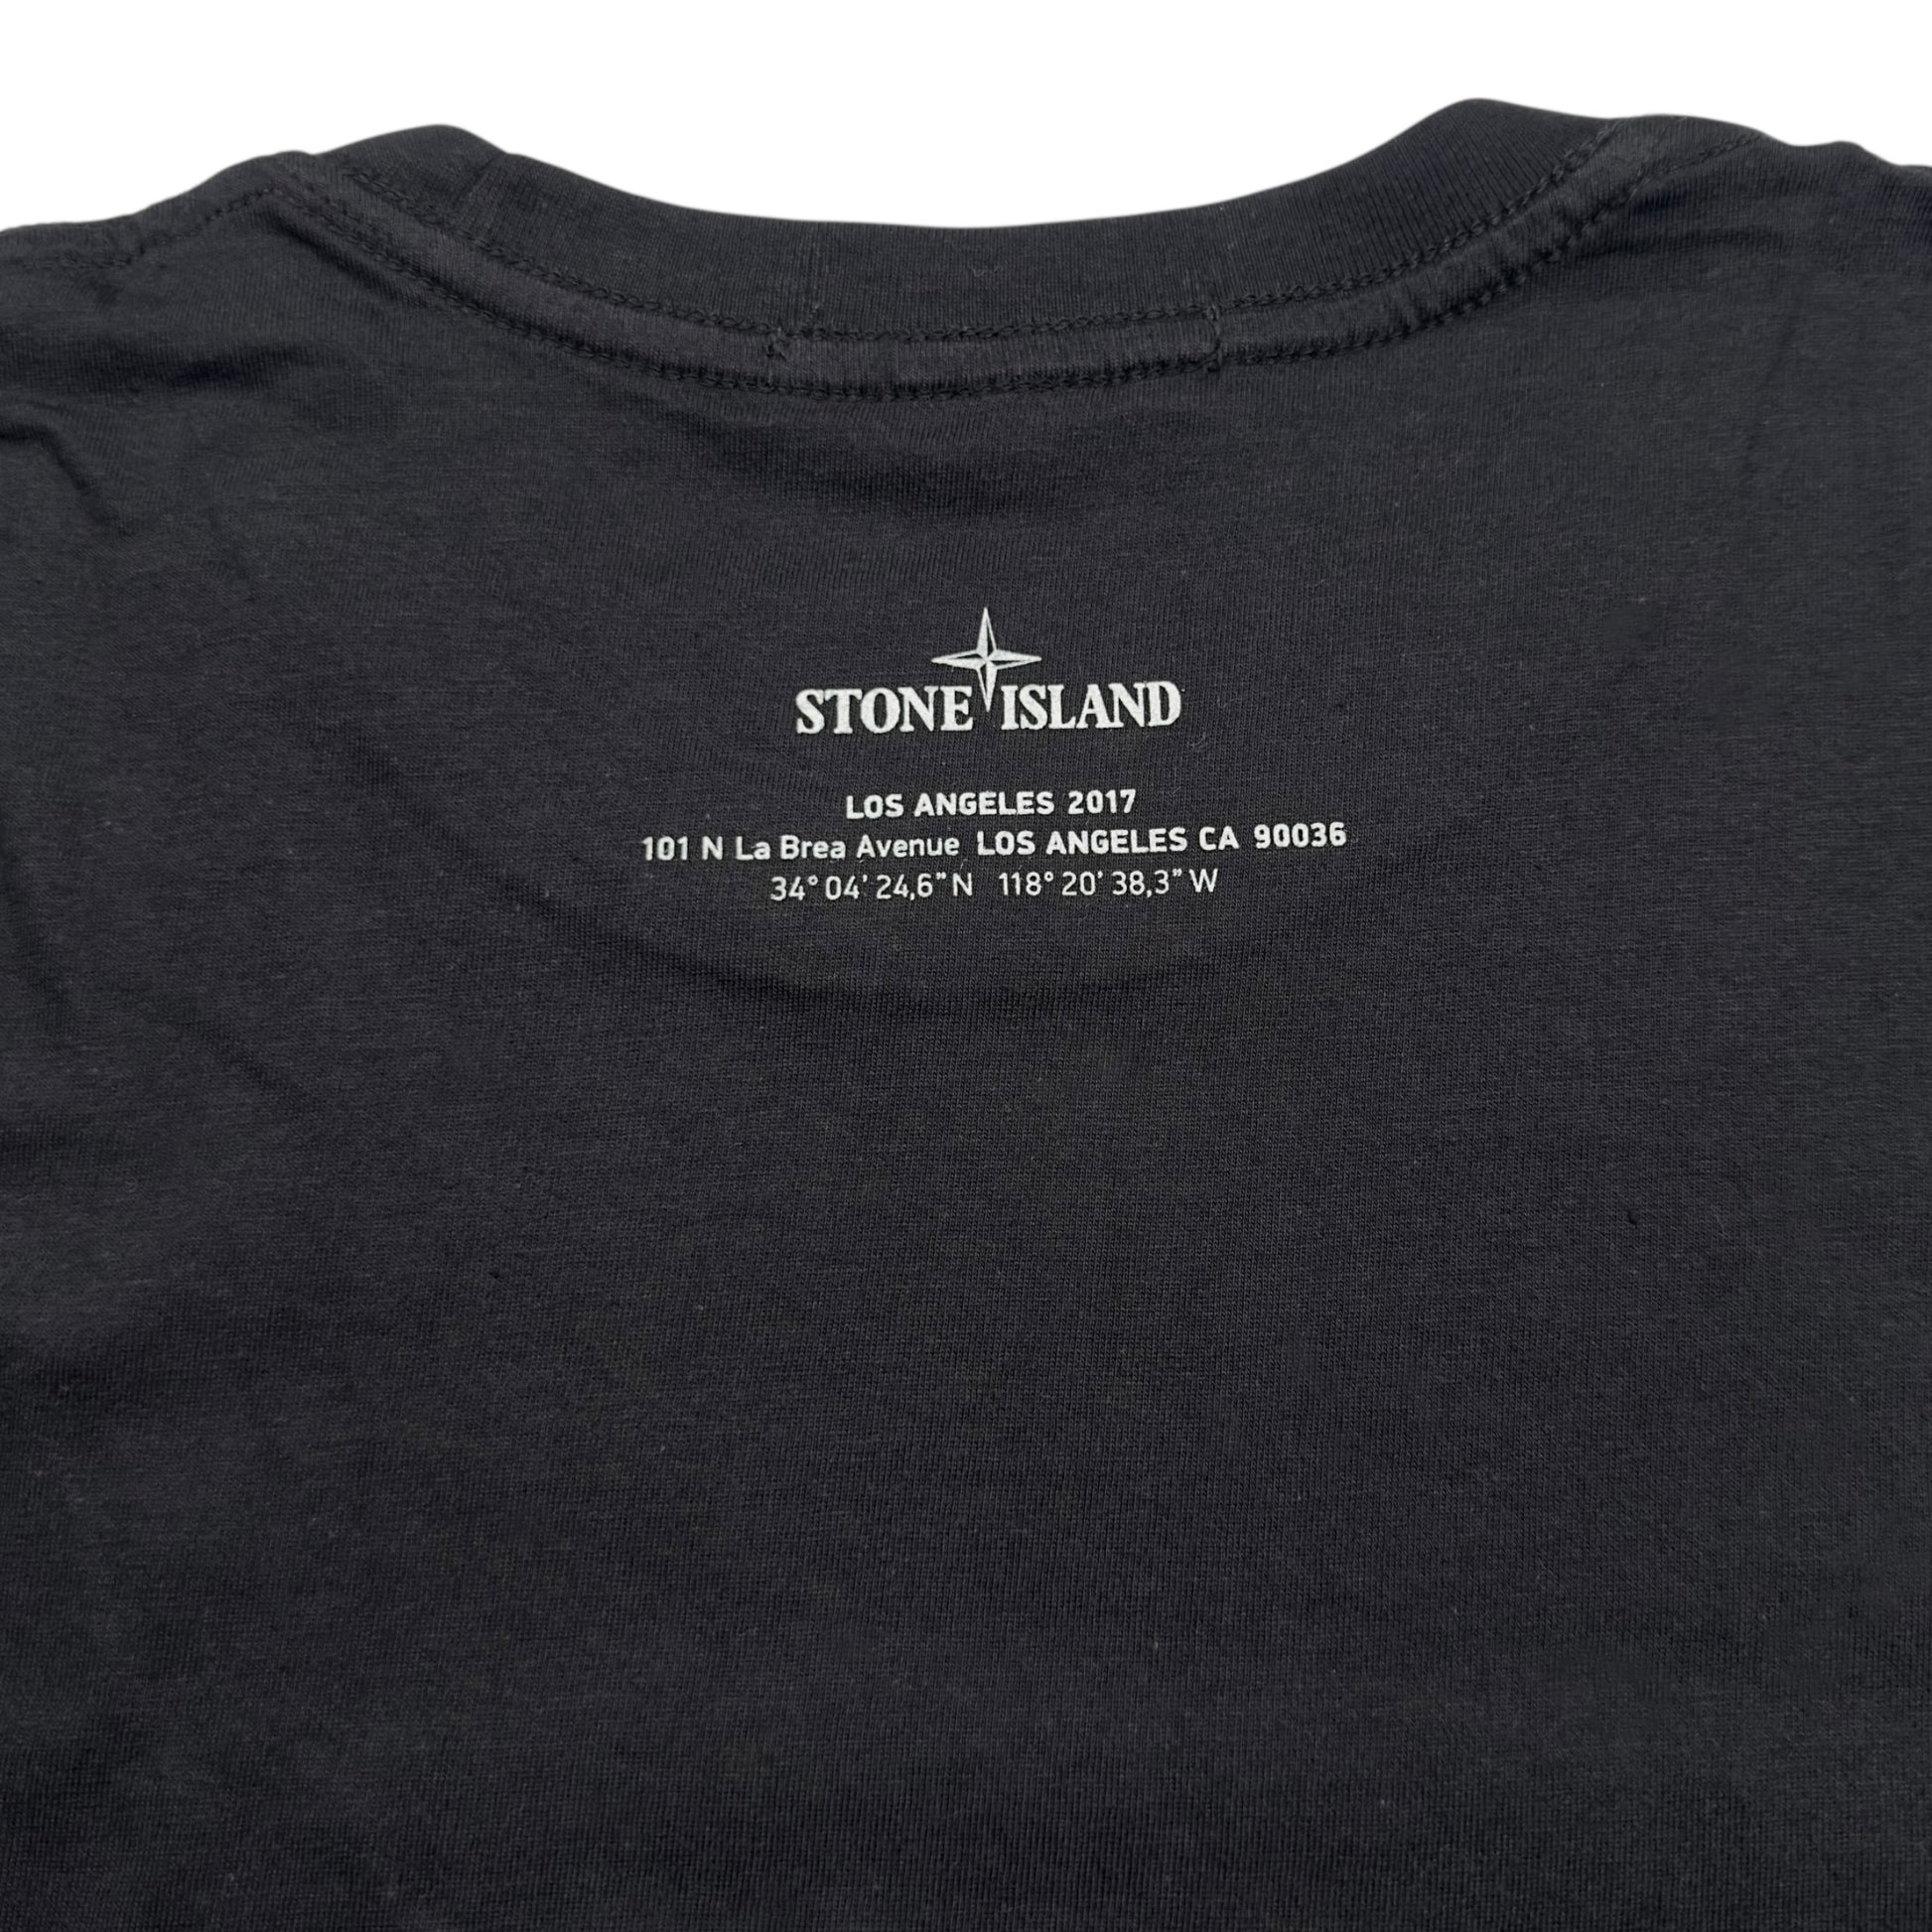 STONE ISLAND
LOS ANGELES 2017
101 N La Brea Avenue LOS ANGELES CA 90036
34° 04' 24,6" N 118° 20' 38,3" W